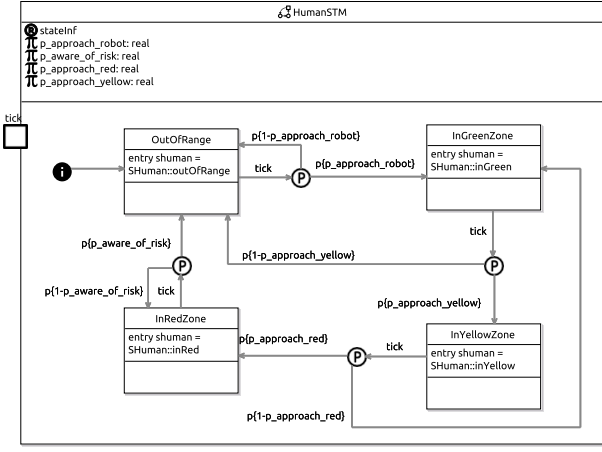 HumanSTM
stateInf
p_approach_robot: real
p_aware_of_risk: real
p_approach_red: real
p_approach_yellow: real
tick
OutOfRange
entry shuman =
SHuman::outOfRange
p{1-p_approach_robot}
tick
p{p_approach_robot}
InGreenZone
entry shuman =
SHuman::inGreen
i
P
tick
p{p_aware_of_risk}
p{1-p_approach_yellow}
P
P
p{1-p_aware_of_risk}
tick
p{p_approach_yellow}
InRedZone
entry shuman =
SHuman::inRed
p{p_approach_red}
P
tick
InYellowZone
entry shuman =
SHuman::inYellow
p{1-p_approach_red}